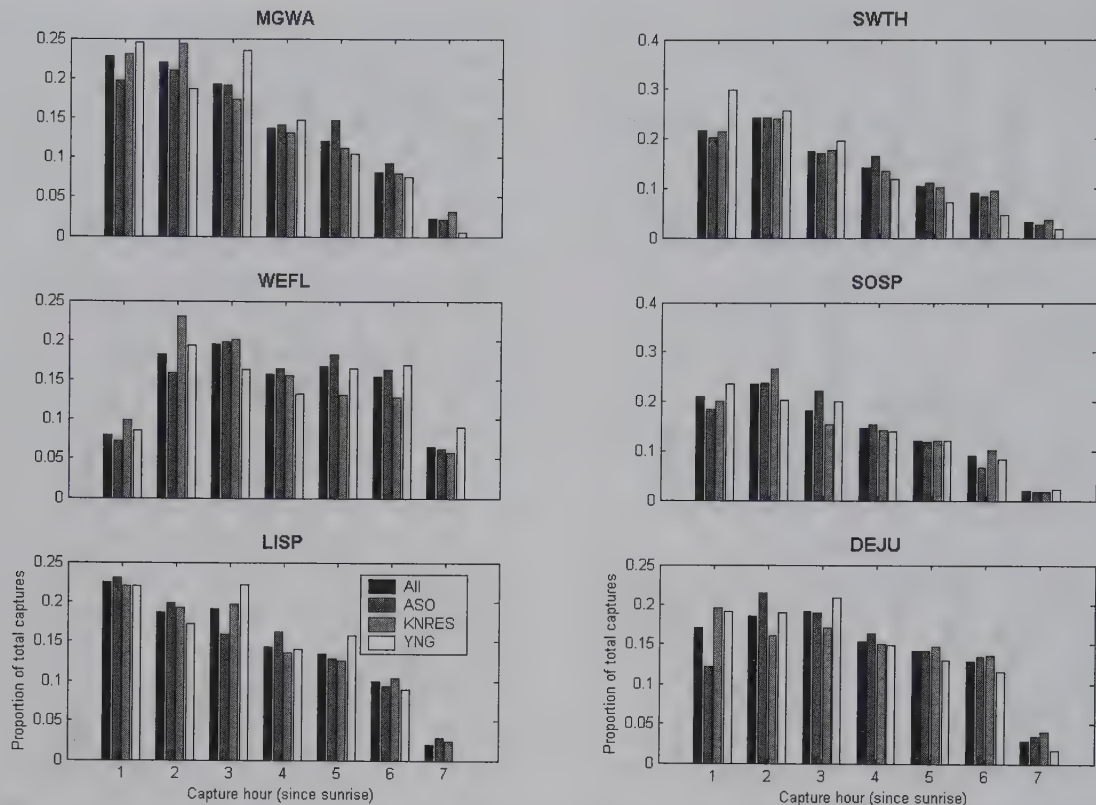 MGWA
0.25
0.2
0.15
0.1
0.05
0
SWTH
0.4
0.3
0.2
0.1
0
WEFL
0.25
0.2
0.15
0.1
0.05
0
SOSP
0.4
0.3
0.2
0.1
0
LISP
0.25
0.2
0.15
0.1
0.05
0
Proportion of total captures
All
ASO
KNRES
YNG
1 2 3 4 5 6 7
Capture hour (since sunrise)
DEJU
0.25
0.2
0.15
0.1
0.05
0
Proportion of total captures
1 2 3 4 5 6 7
Capture hour (since sunrise)